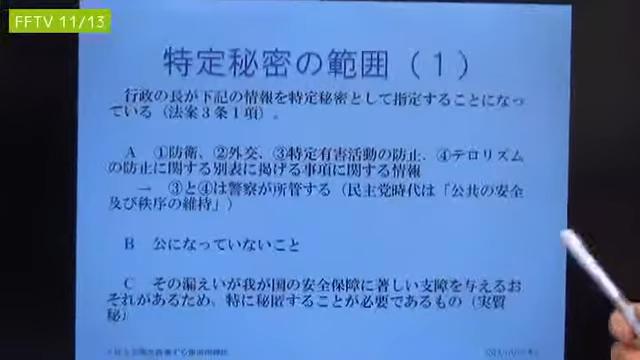 FFTV 11/13
特定秘密の範囲（１）
行政の長が下記の情報を特定秘密として指定することになっ
ている（法案３条１項）。
Ａ　①防衛、②外交、③特定有害活動の防止、④テロリズム
の防止に関する別表に掲げる事項に関する情報
→　③と④は警察が所管する（民主党時代は「公共の安全
及び秩序の維持」）
Ｂ　公になっていないこと
Ｃ　その漏えいが我が国の安全保障に著しい支障を与えるお
それがあるため、特に秘匿することが必要であるもの（実質
秘）